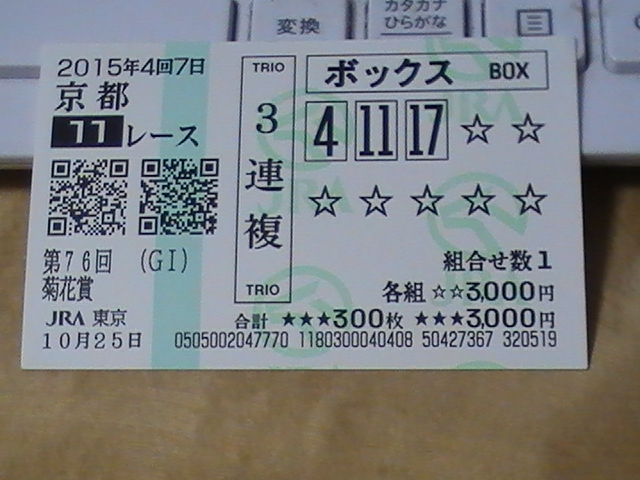 変換
カタカナ
ひらがな
2015年4回7日
京都
11レース
第76回 (GI)
菊花賞
JRA 東京
10月25日
TRIO
3連複
TRIO
ボックス BOX
4 11 17 ☆ ☆
☆ ☆ ☆ ☆ ☆
組合せ数1
各組 ☆☆3,000円
合計 ★★★300枚 ★★★3,000円
0505002047770 1180300040408 50427367 320519
JRA
JRA